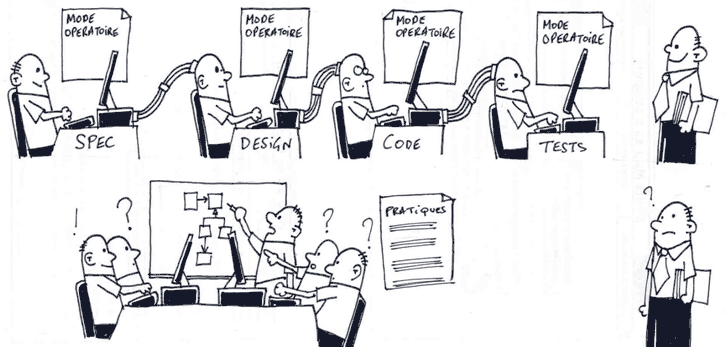 MODE
OPERATOIRE
MODE
OPERATOIRE
MODE
OPERATOIRE
MODE
OPERATOIRE
SPEC
DESIGN
CODE
TESTS
!
?
?
?
PRATIQUES
?